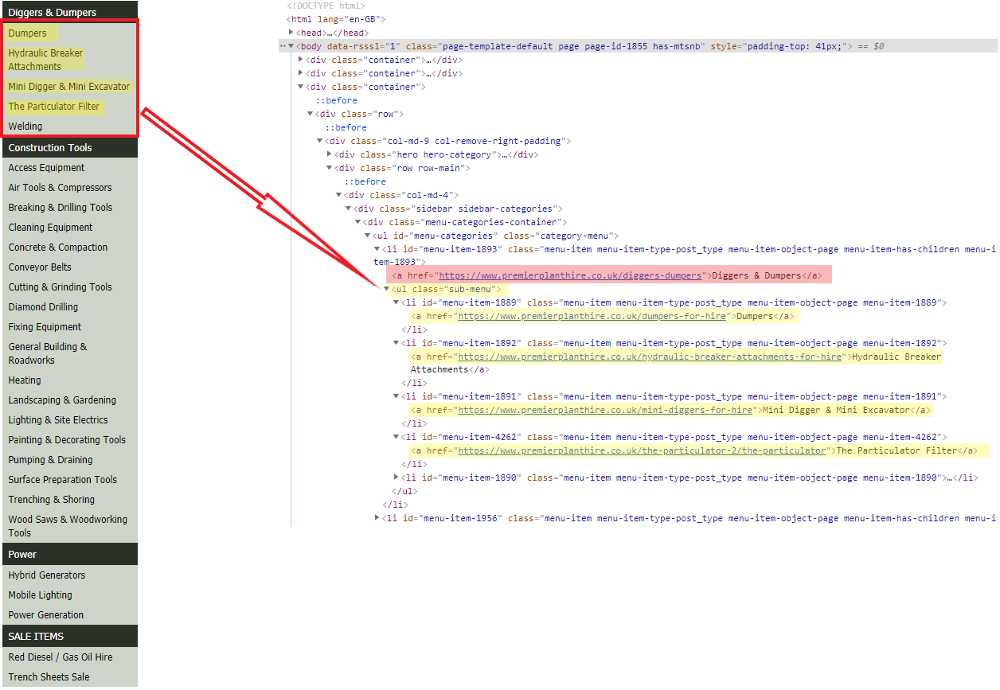 Diggers & Dumpers
Dumpers
Hydraulic Breaker
Attachments
Mini Digger & Mini Excavator
The Particulator Filter
Welding
Construction Tools
Access Equipment
Air Tools & Compressors
Breaking & Drilling Tools
Cleaning Equipment
Concrete & Compaction
Conveyor Belts
Cutting & Grinding Tools
Diamond Drilling
Fixing Equipment
General Building &
Roadworks
Heating
Landscaping & Gardening
Lighting & Site Electrics
Painting & Decorating Tools
Pumping & Draining
Surface Preparation Tools
Trenching & Shoring
Wood Saws & Woodworking
Tools
Power
Hybrid Generators
Mobile Lighting
Power Generation
SALE ITEMS
Red Diesel / Gas Oil Hire
Trench Sheets Sale
<!DOCTYPE html>
<html lang="en-GB">
<head>…</head>
<body data-rsssl="1" class="page-template-default page page-id-1855 has-mtsnb" style="padding-top: 41px;"> == $0
<div class="container">…</div>
<div class="container">…</div>
<div class="container">
::before
<div class="row">
::before
<div class="col-md-9 col-remove-right-padding">
<div class="hero hero-category">…</div>
<div class="row row-main">
::before
<div class="col-md-4">
<div class="sidebar sidebar-categories">
<div class="menu-categories-container">
<ul id="menu-categories" class="category-menu">
<li id="menu-item-1893" class="menu-item menu-item-type-post_type menu-item-object-page menu-item-has-children menu-i
tem-1893">
<a href="https://www.premierplanthire.co.uk/diggers-dumpers">Diggers & Dumpers</a>
<ul class="sub-menu">
<li id="menu-item-1889" class="menu-item menu-item-type-post_type menu-item-object-page menu-item-1889">
<a href="https://www.premierplanthire.co.uk/dumpers-for-hire">Dumpers</a>
</li>
<li id="menu-item-1892" class="menu-item menu-item-type-post_type menu-item-object-page menu-item-1892">
<a href="https://www.premierplanthire.co.uk/hydraulic-breaker-attachments-for-hire">Hydraulic Breaker
Attachments</a>
</li>
<li id="menu-item-1891" class="menu-item menu-item-type-post_type menu-item-object-page menu-item-1891">
<a href="https://www.premierplanthire.co.uk/mini-diggers-for-hire">Mini Digger & Mini Excavator</a>
</li>
<li id="menu-item-4262" class="menu-item menu-item-type-post_type menu-item-object-page menu-item-4262">
<a href="https://www.premierplanthire.co.uk/the-particulator-2/the-particulator">The Particulator Filter</a>
</li>
<li id="menu-item-1890" class="menu-item menu-item-type-post_type menu-item-object-page menu-item-1890">…</li>
</ul>
</li>
<li id="menu-item-1956" class="menu-item menu-item-type-post_type menu-item-object-page menu-item-has-children menu-i